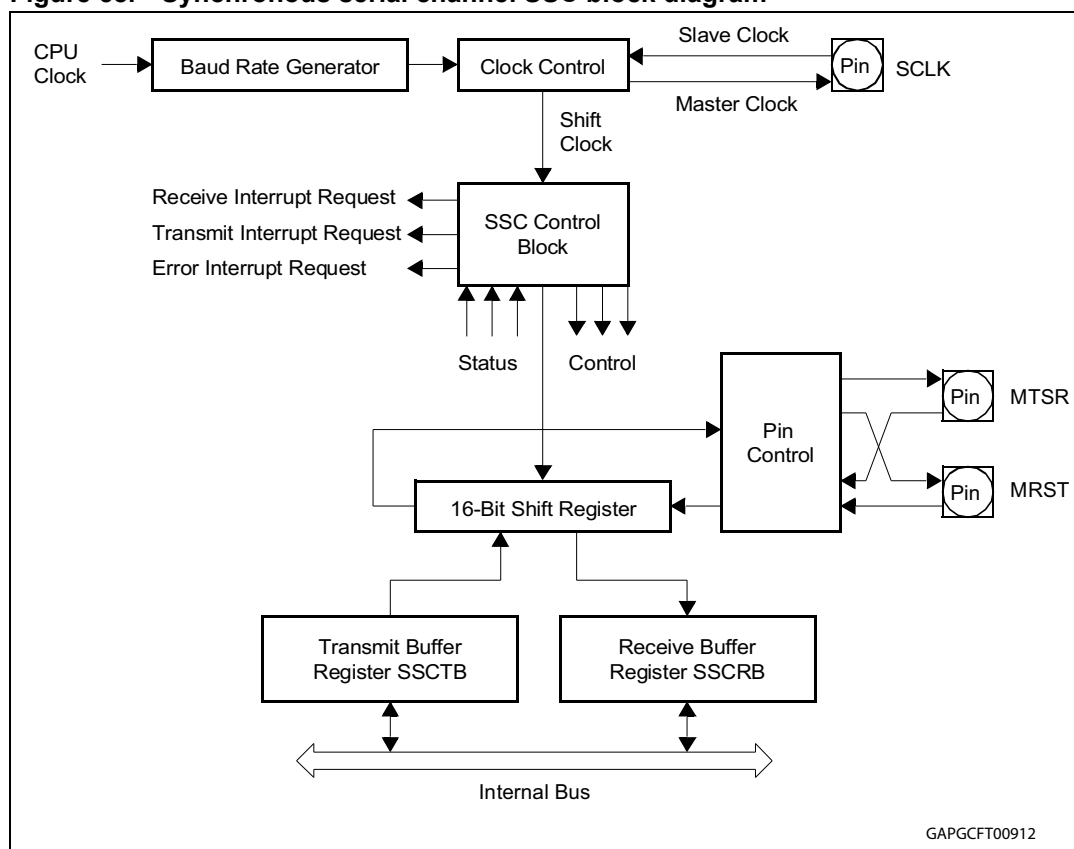 Figure Synchronous serial channel SSC block diagram
CPU
Clock
Baud Rate Generator
Clock Control
Slave Clock
Pin
SCLK
Master Clock
Shift
Clock
Receive Interrupt Request
Transmit Interrupt Request
Error Interrupt Request
SSC Control
Block
Status
Control
Pin
Control
Pin
MTSR
Pin
MRST
16-Bit Shift Register
Transmit Buffer
Register SSCTB
Receive Buffer
Register SSCRB
Internal Bus
GAPGCFT00912